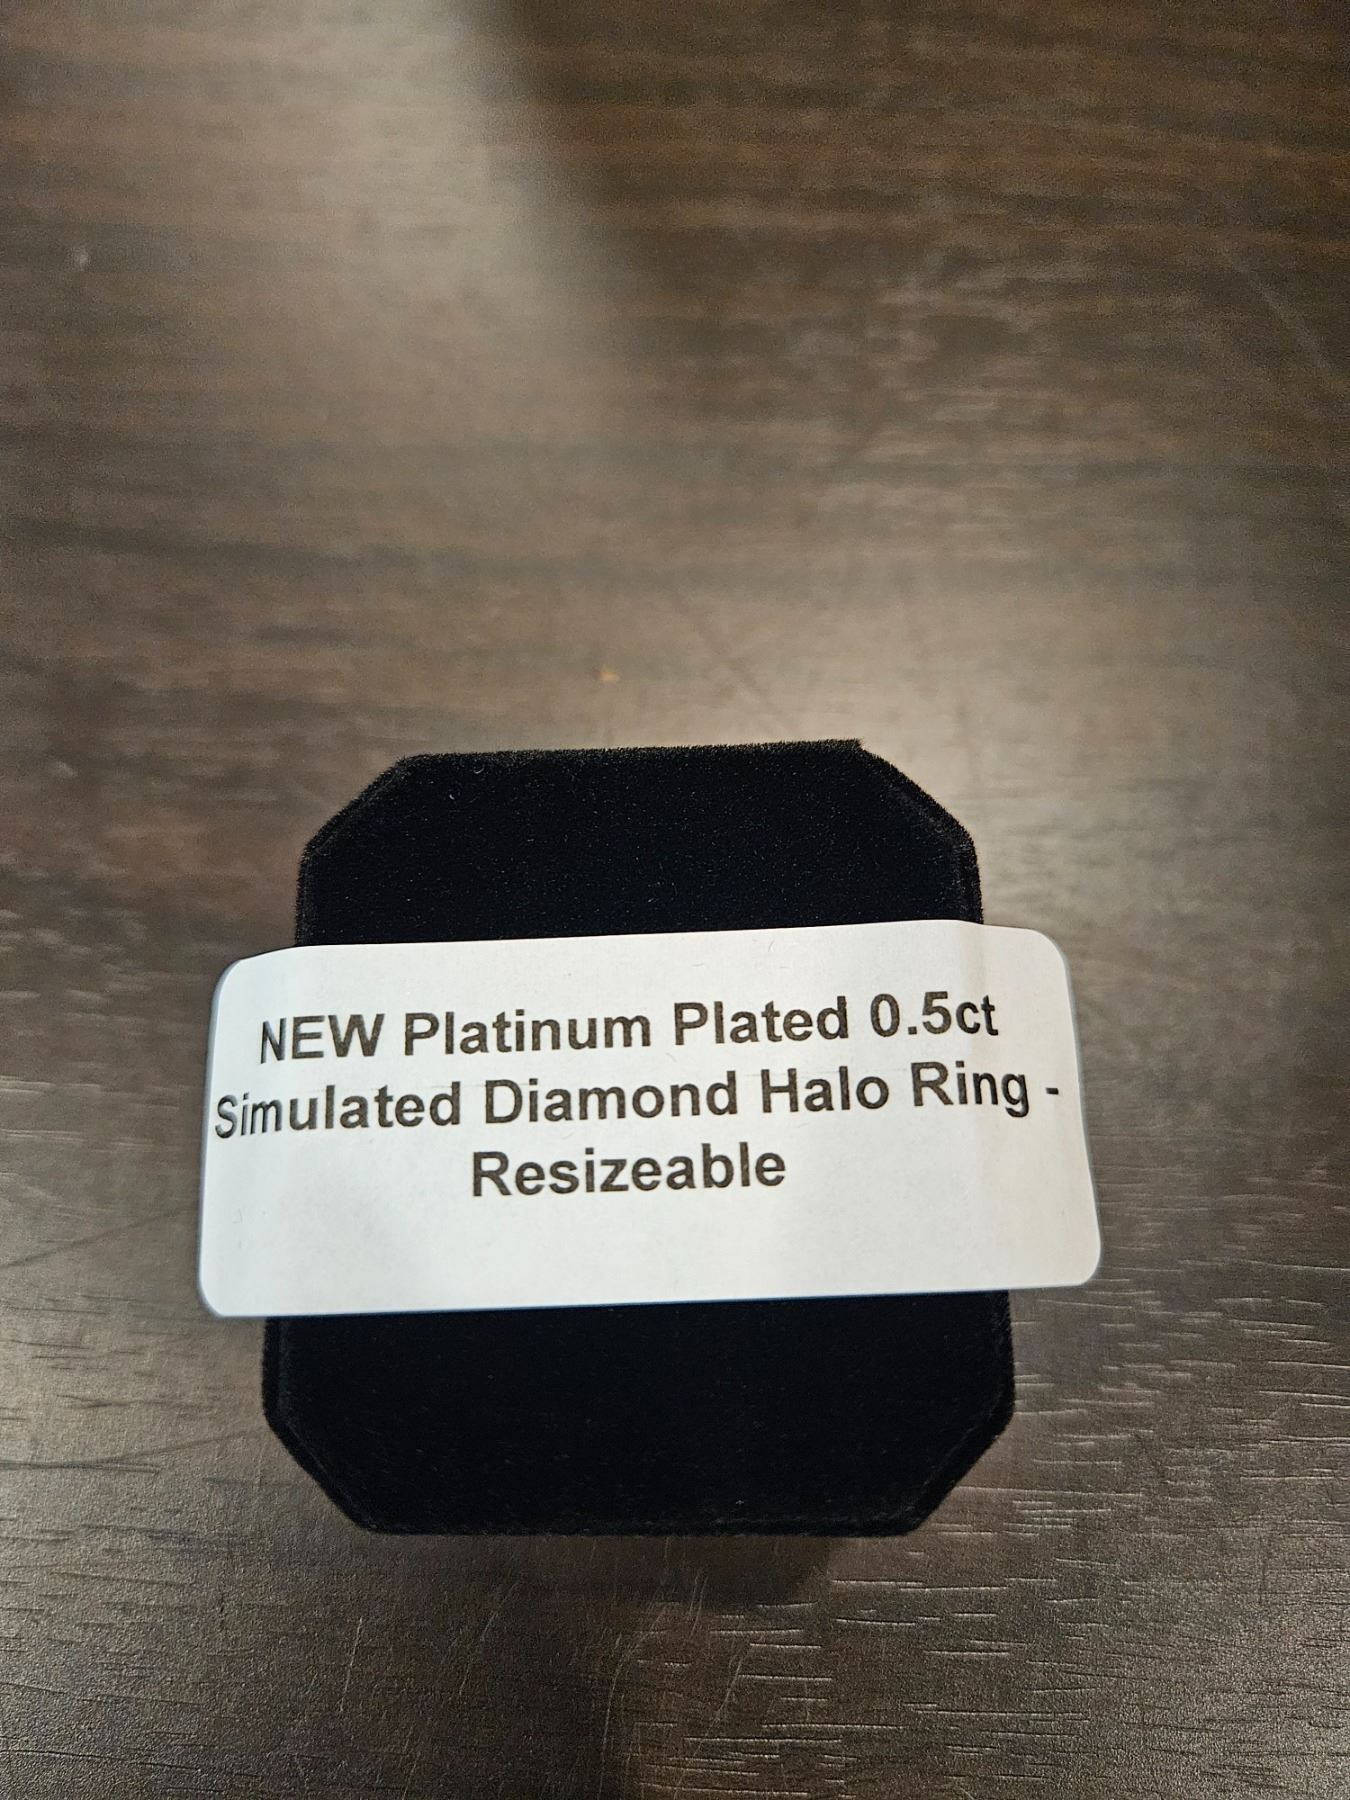 NEW Platinum Plated 0.5ct
Simulated Diamond Halo Ring -
Resizeable